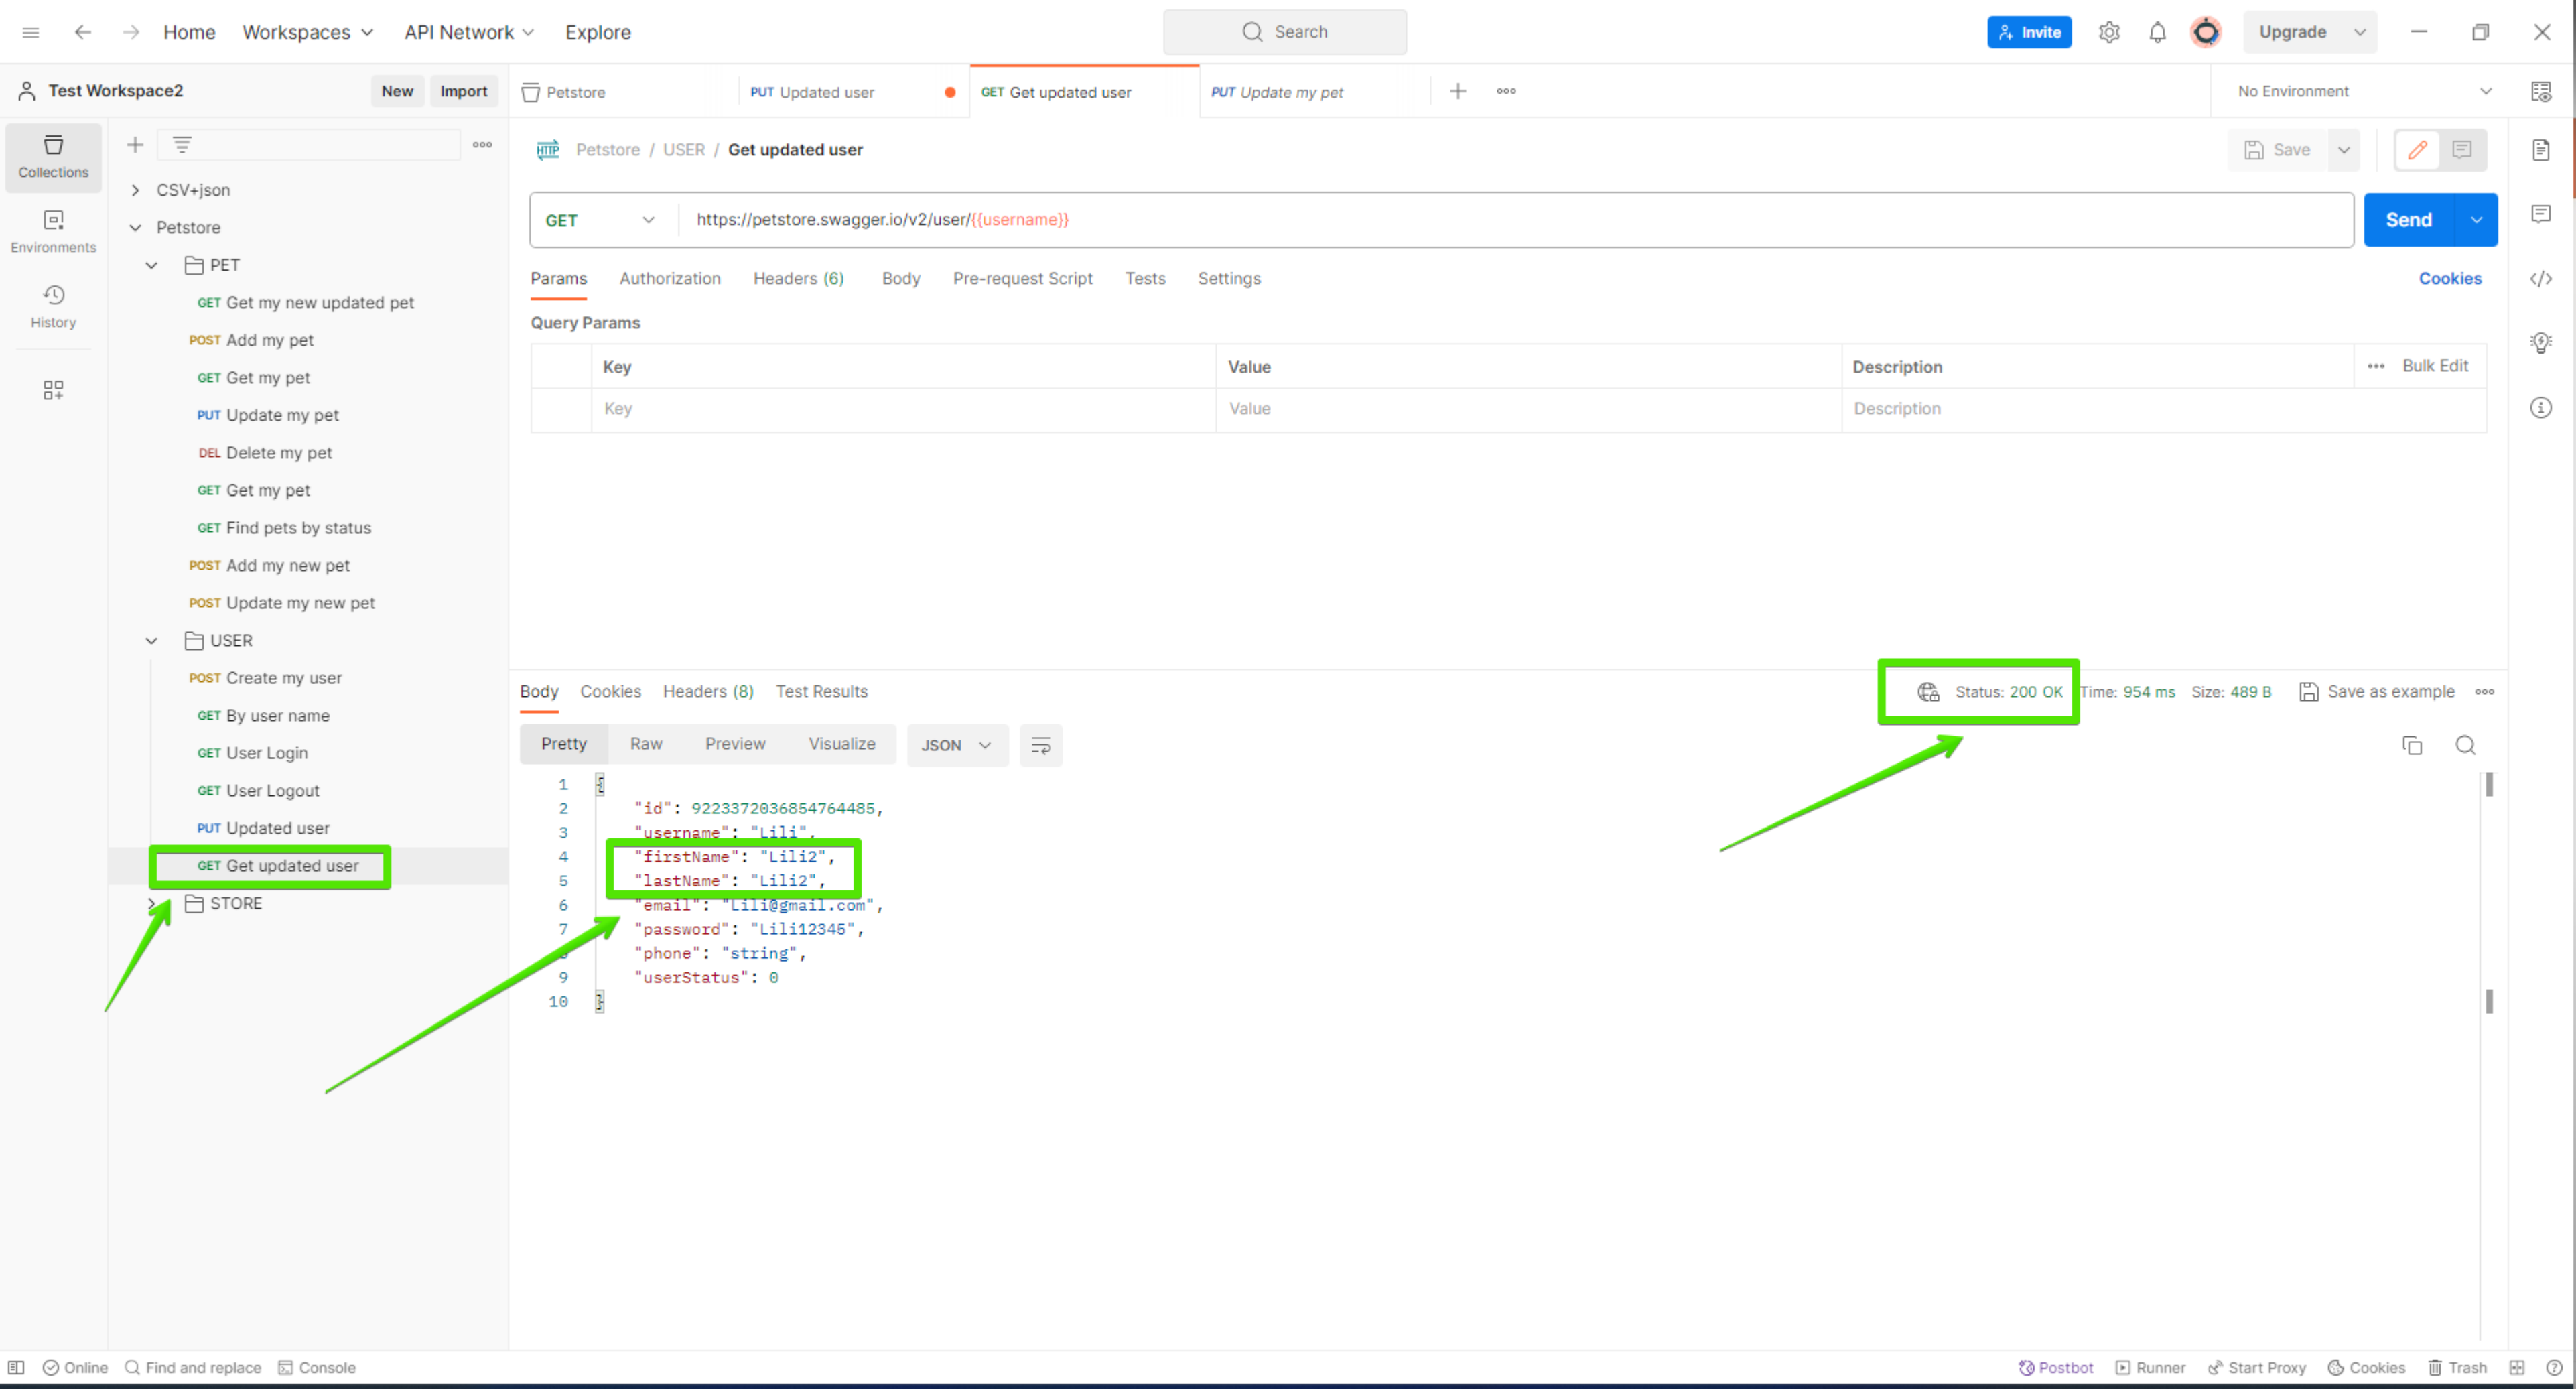 Home Workspaces API Network Explore Search Invite Upgrade
Test Workspace2 New Import Petstore PUT Updated user GET Get updated user PUT Update my pet No Environment
Collections
Environments
History
CSV+json
Petstore
PET
GET Get my new updated pet
POST Add my pet
GET Get my pet
PUT Update my pet
DEL Delete my pet
GET Get my pet
GET Find pets by status
POST Add my new pet
POST Update my new pet
USER
POST Create my user
GET By user name
GET User Login
GET User Logout
PUT Updated user
GET Get updated user
STORE
HTTP Petstore / USER / Get updated user Save
GET https://petstore.swagger.io/v2/user/{{username}} Send
Params Authorization Headers (6) Body Pre-request Script Tests Settings Cookies
Query Params
Key Value Description Bulk Edit
Key Value Description
Body Cookies Headers (8) Test Results Status: 200 OK Time: 954 ms Size: 489 B Save as example
Pretty Raw Preview Visualize JSON
1 {
2 "id": 9223372036854764485,
3 "username": "Lili",
4 "firstName": "Lili2",
5 "lastName": "Lili2",
6 "email": "Lili@gmail.com",
7 "password": "Lili12345",
8 "phone": "string",
9 "userStatus": 0
10 }
Online Find and replace Console Postbot Runner Start Proxy Cookies Trash